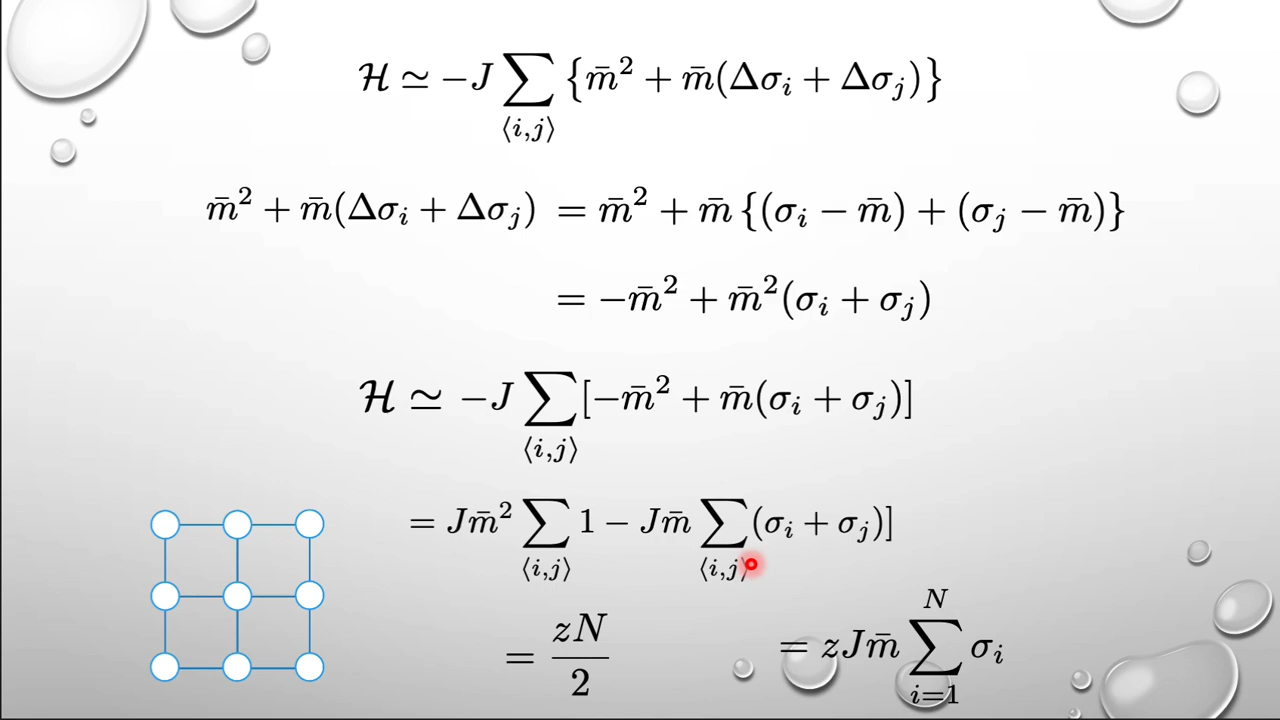 ℋ ≃ −J ∑_{⟨i,j⟩} {m̄² + m̄(Δσ_i + Δσ_j)}
m̄² + m̄(Δσ_i + Δσ_j) = m̄² + m̄ {(σ_i − m̄) + (σ_j − m̄)}
= −m̄² + m̄²(σ_i + σ_j)
ℋ ≃ −J ∑_{⟨i,j⟩} [−m̄² + m̄(σ_i + σ_j)]
= Jm̄² ∑_{⟨i,j⟩} 1 − Jm̄ ∑_{⟨i,j⟩} (σ_i + σ_j)]
= zN/2
= zJm̄ ∑_{i=1}^{N} σ_i